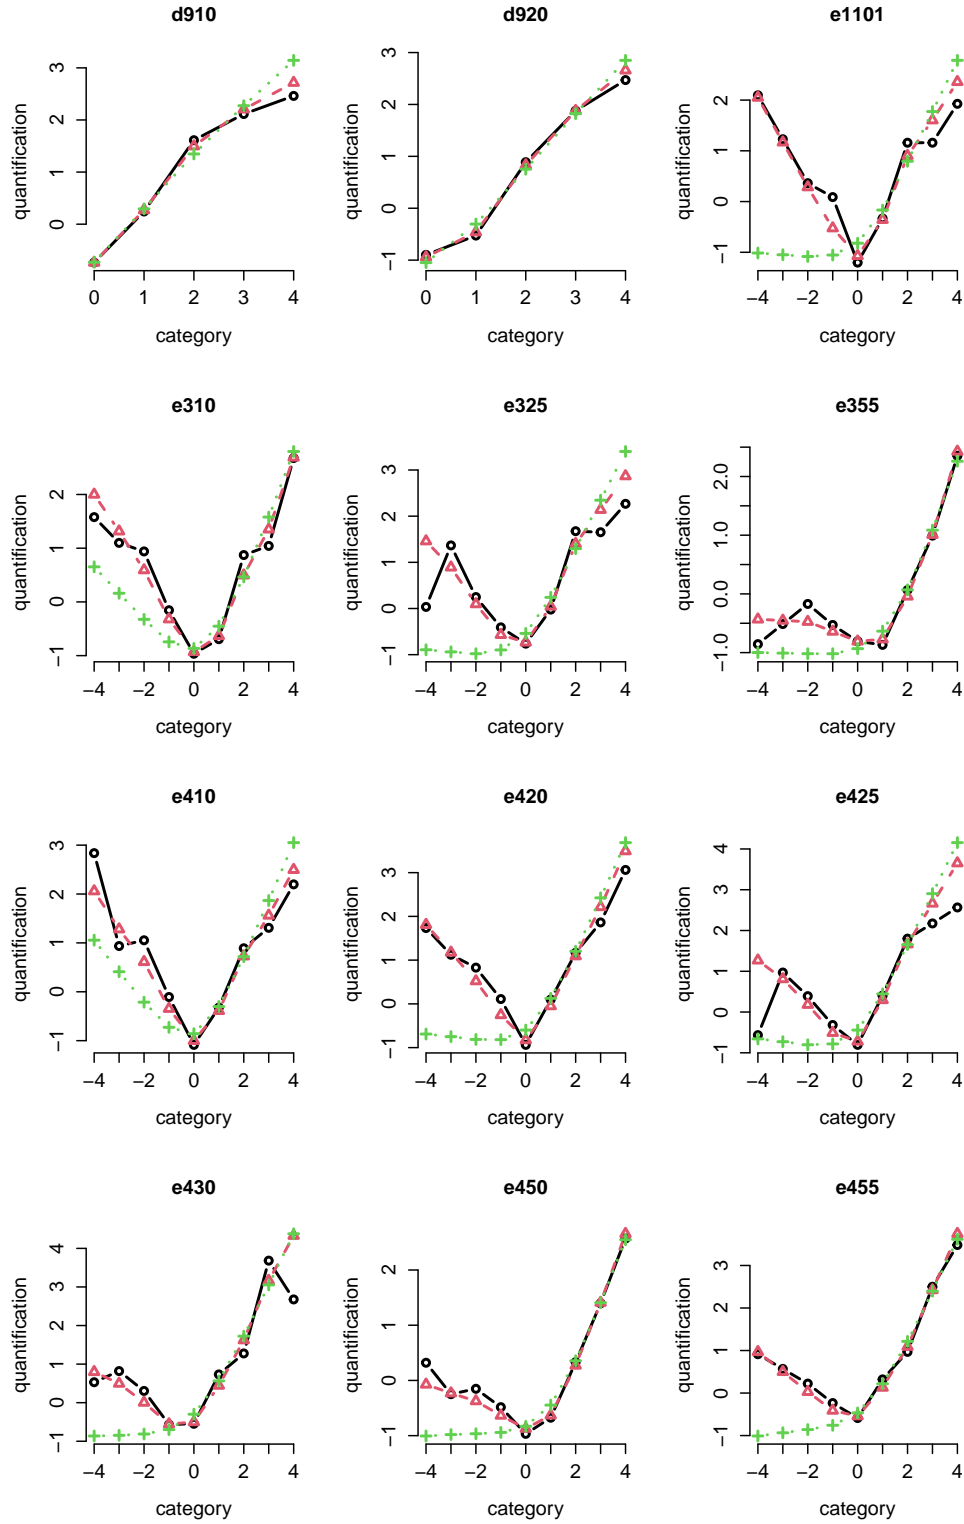 d910 d920 e1101
quantification 0 1 2 3
quantification −1 0 1 2 3
quantification −1 0 1 2
0 1 2 3 4
0 1 2 3 4
−4 −2 0 2 4
category category category
e310 e325 e355
quantification −1 0 1 2
quantification −1 0 1 2 3
quantification −1.0 0.0 1.0 2.0
−4 −2 0 2 4
−4 −2 0 2 4
−4 −2 0 2 4
category category category
e410 e420 e425
quantification −1 0 1 2 3
quantification −1 0 1 2 3
quantification −1 0 1 2 3 4
−4 −2 0 2 4
−4 −2 0 2 4
−4 −2 0 2 4
category category category
e430 e450 e455
quantification −1 0 1 2 3 4
quantification −1 0 1 2
quantification −1 0 1 2 3
−4 −2 0 2 4
−4 −2 0 2 4
−4 −2 0 2 4
category category category